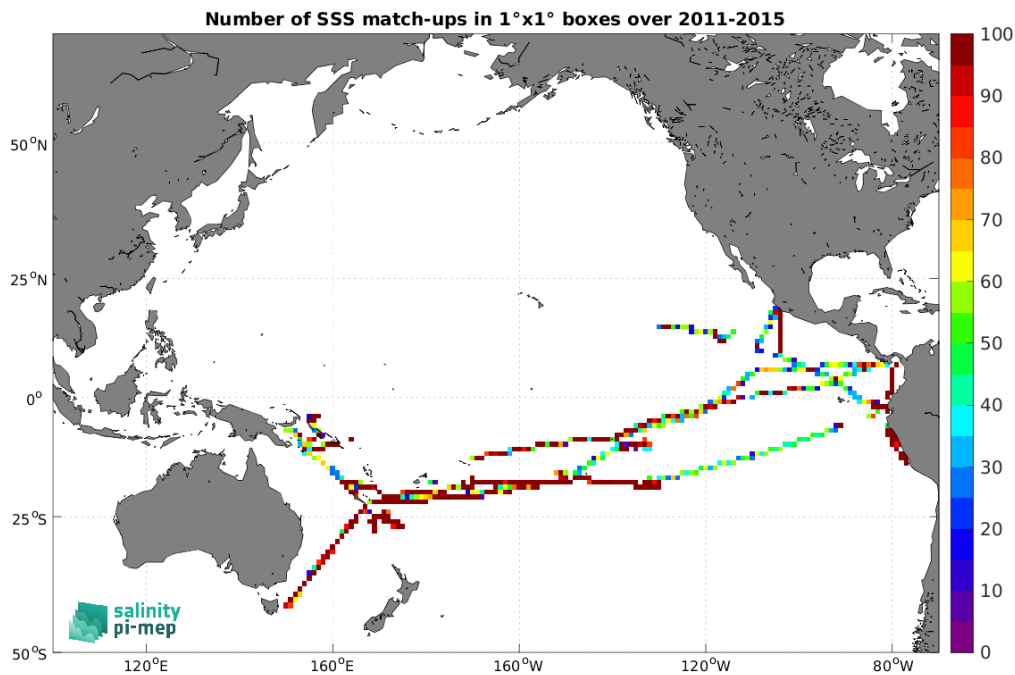 Number of SSS match-ups in 1°x1° boxes over 2011-2015
100
90
80
70
60
50
40
30
20
10
0
50°N
25°N
0°
25°S
50°S
120°E
160°E
160°W
120°W
80°W
salinity
pi-mep